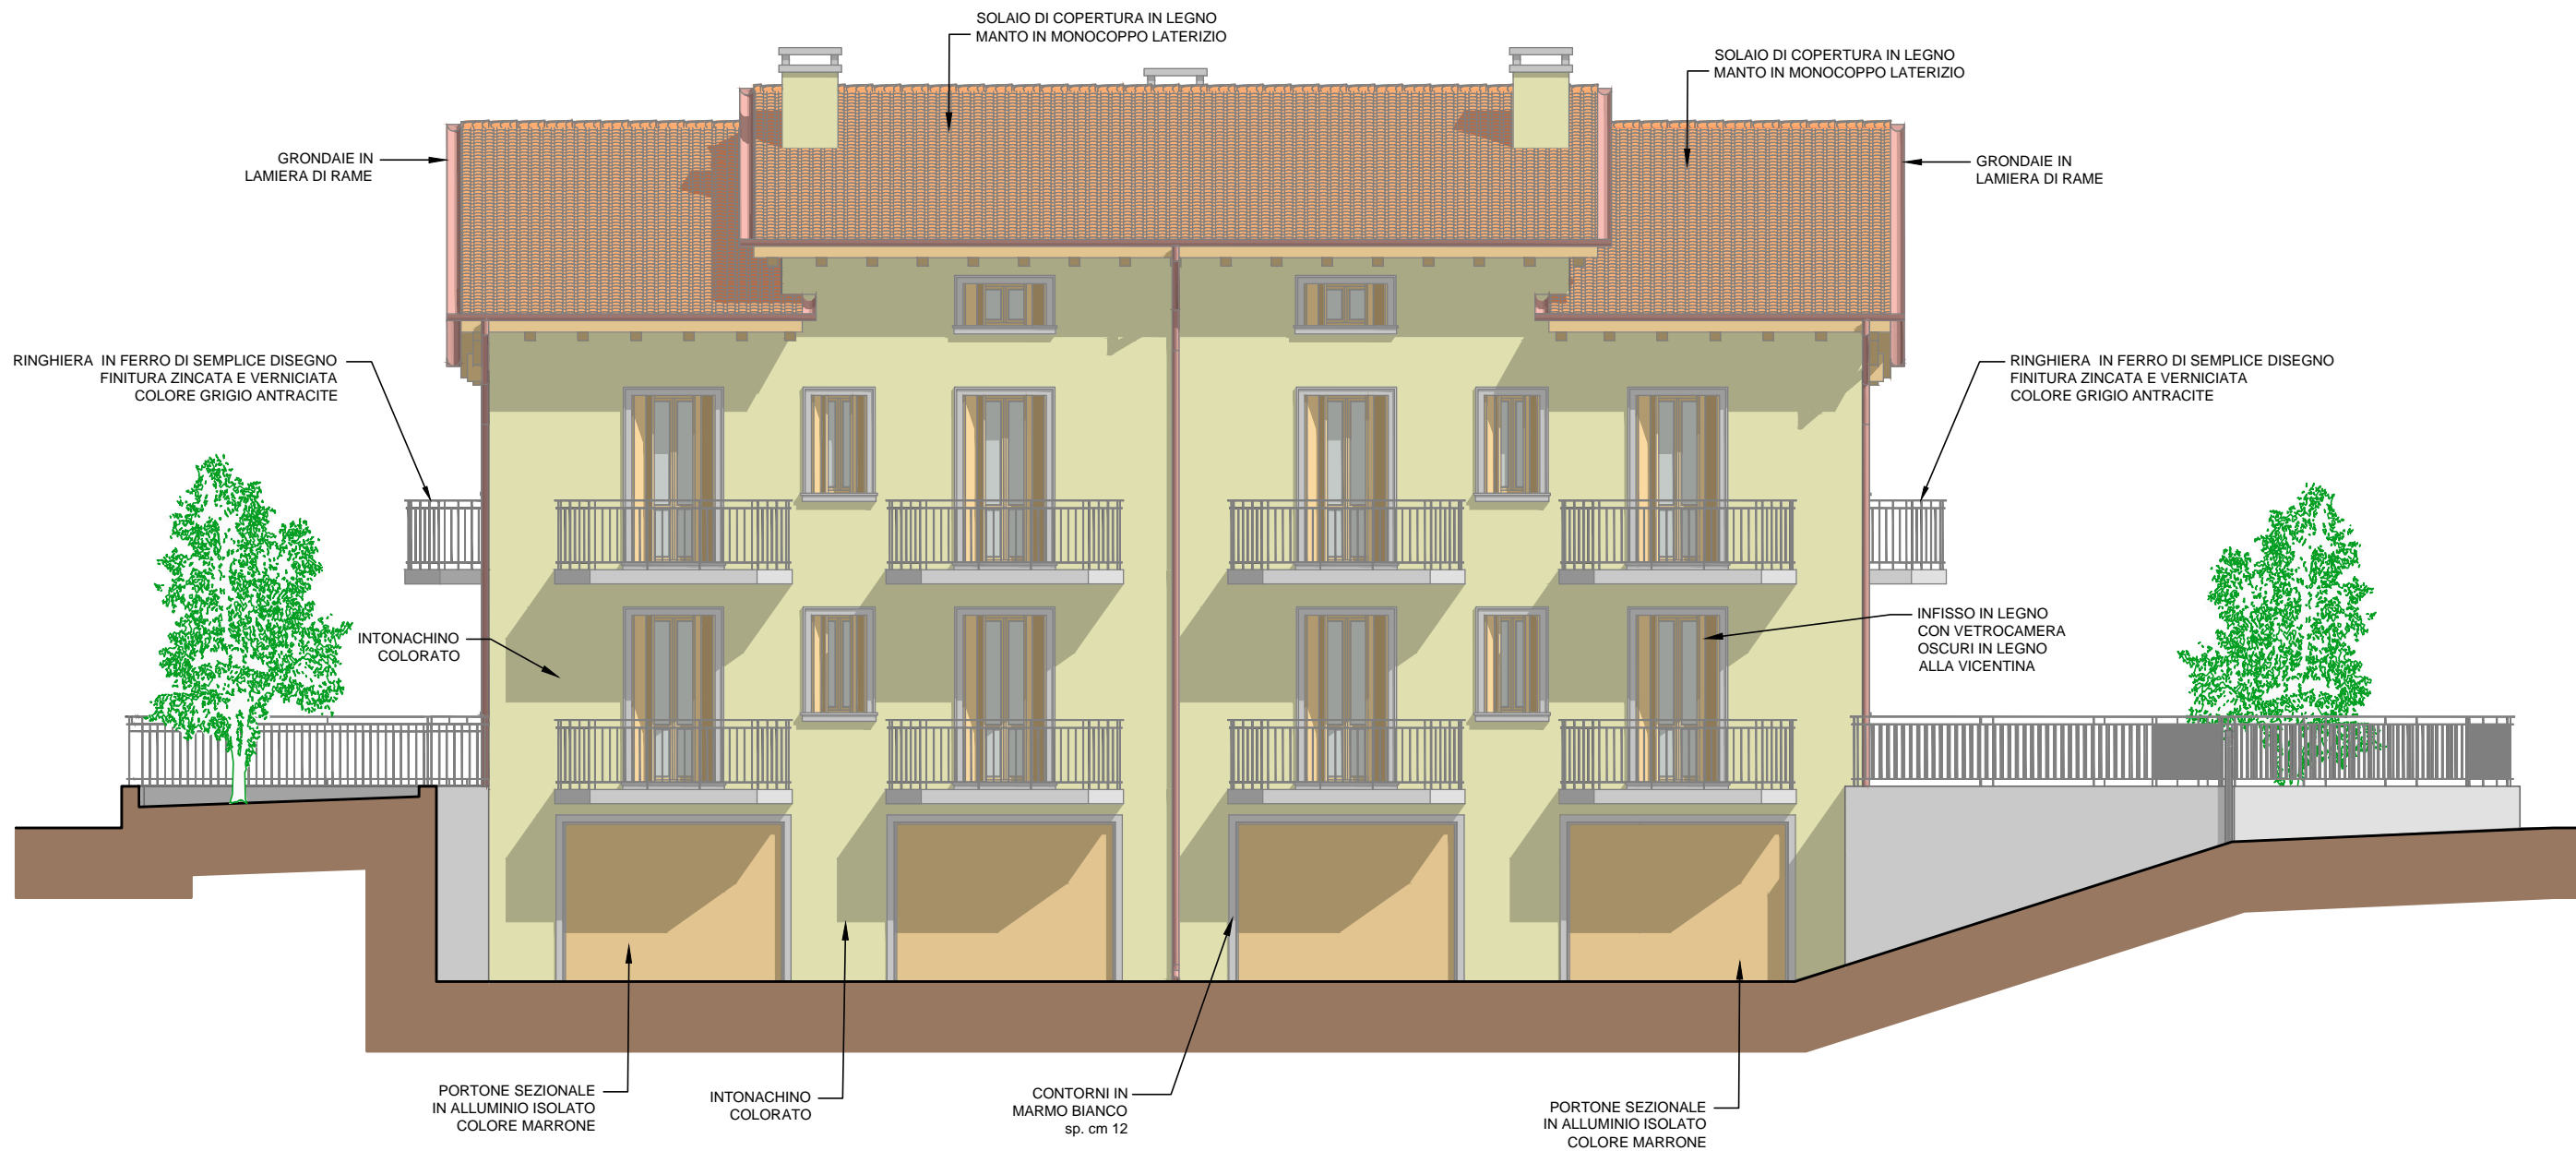 SOLAIO DI COPERTURA IN LEGNO
MANTO IN MONOCOPPO LATERIZIO
SOLAIO DI COPERTURA IN LEGNO
MANTO IN MONOCOPPO LATERIZIO
GRONDAIE IN
LAMIERA DI RAME
GRONDAIE IN
LAMIERA DI RAME
RINGHIERA IN FERRO DI SEMPLICE DISEGNO
FINITURA ZINCATA E VERNICIATA
COLORE GRIGIO ANTRACITE
RINGHIERA IN FERRO DI SEMPLICE DISEGNO
FINITURA ZINCATA E VERNICIATA
COLORE GRIGIO ANTRACITE
INTONACHINO
COLORATO
INFISSO IN LEGNO
CON VETROCAMERA
OSCURI IN LEGNO
ALLA VICENTINA
PORTONE SEZIONALE
IN ALLUMINIO ISOLATO
COLORE MARRONE
INTONACHINO
COLORATO
CONTORNI IN
MARMO BIANCO
sp. cm 12
PORTONE SEZIONALE
IN ALLUMINIO ISOLATO
COLORE MARRONE